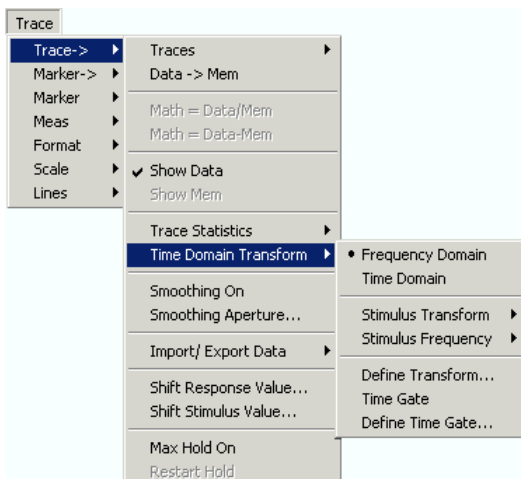 Trace
Trace->
Marker->
Marker
Meas
Format
Scale
Lines
Traces
Data -> Mem
Math = Data/Mem
Math = Data-Mem
Show Data
Show Mem
Trace Statistics
Time Domain Transform
Smoothing On
Smoothing Aperture...
Import/ Export Data
Shift Response Value...
Shift Stimulus Value...
Max Hold On
Restart Hold
Frequency Domain
Time Domain
Stimulus Transform
Stimulus Frequency
Define Transform...
Time Gate
Define Time Gate...